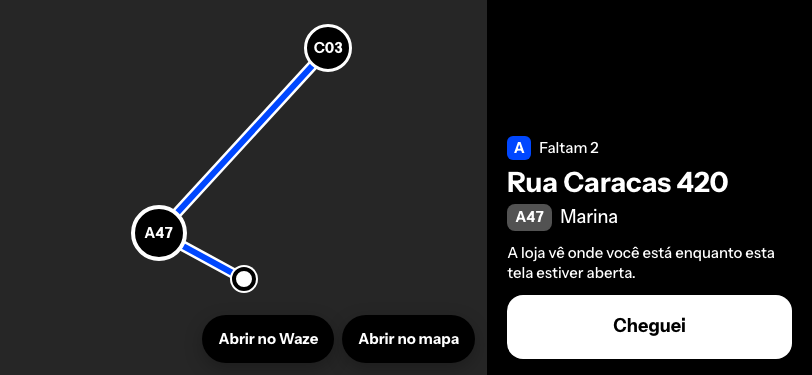 C03
A47
Abrir no Waze
Abrir no mapa
A Faltam 2
Rua Caracas 420
A47 Marina
A loja vê onde você está enquanto esta
tela estiver aberta.
Cheguei